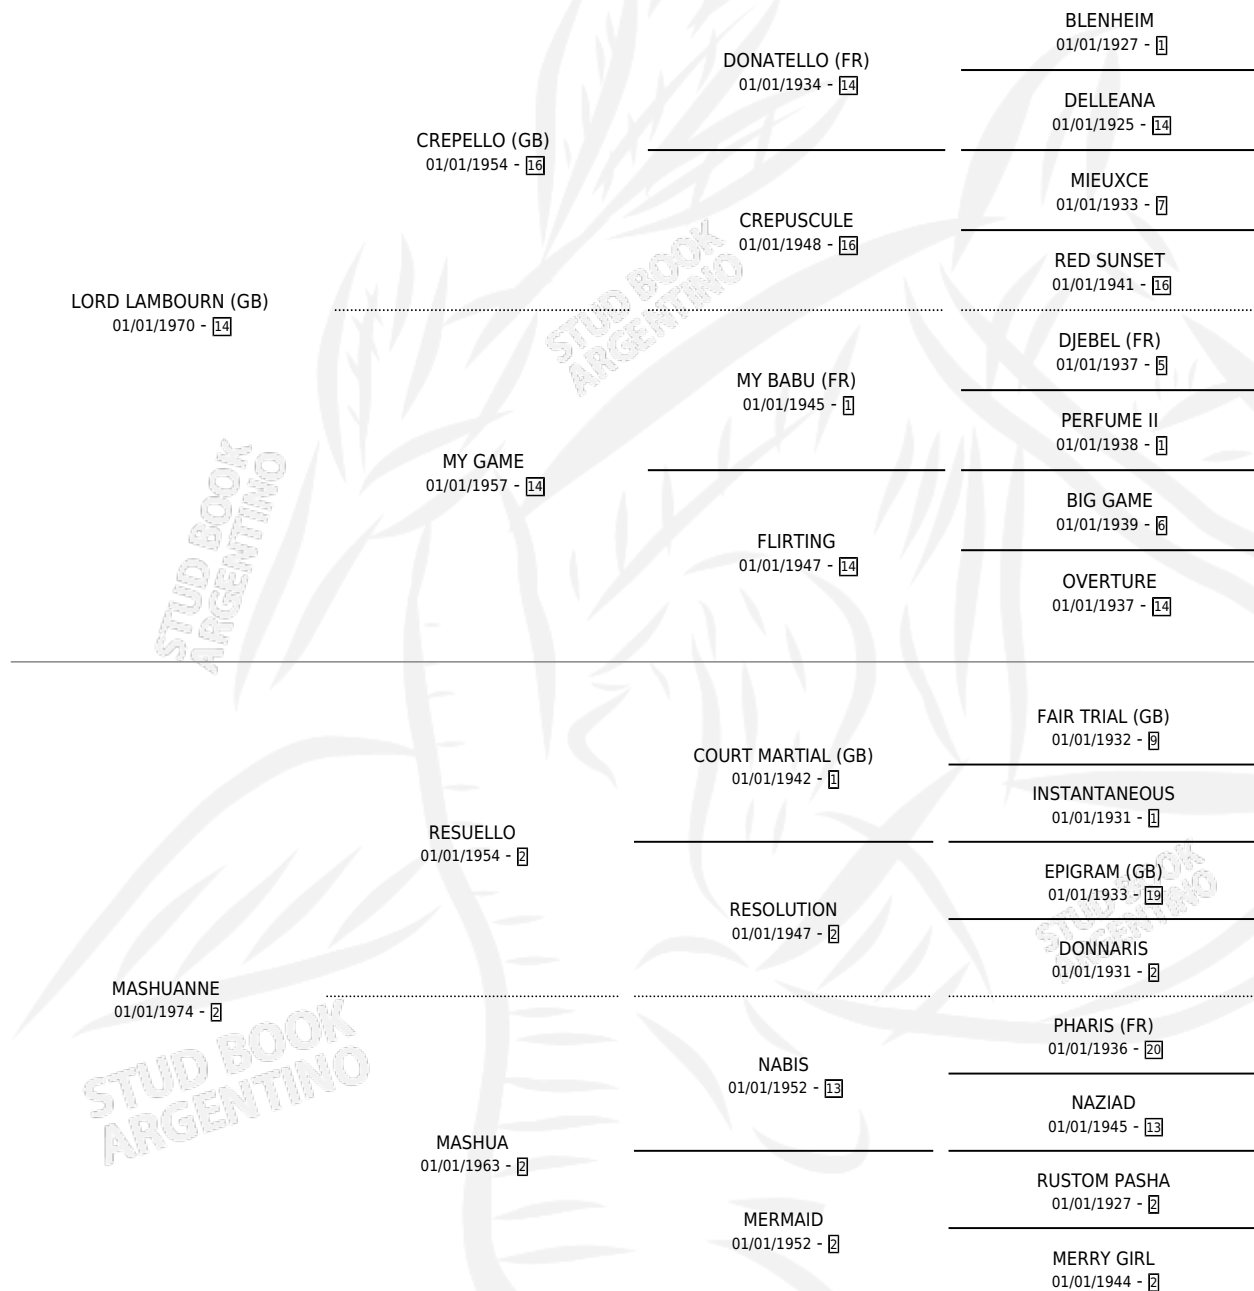 BLENHEIM
01/01/1927 - 1
DONATELLO (FR)
01/01/1934 - 14
DELLEANA
01/01/1925 - 14
CREPELLO (GB)
01/01/1954 - 16
MIEUXCE
01/01/1933 - 7
CREPUSCULE
01/01/1948 - 16
RED SUNSET
01/01/1941 - 16
LORD LAMBOURN (GB)
01/01/1970 - 14
DJEBEL (FR)
01/01/1937 - 5
MY BABU (FR)
01/01/1945 - 1
PERFUME II
01/01/1938 - 1
MY GAME
01/01/1957 - 14
BIG GAME
01/01/1939 - 6
FLIRTING
01/01/1947 - 14
OVERTURE
01/01/1937 - 14
FAIR TRIAL (GB)
01/01/1932 - 9
COURT MARTIAL (GB)
01/01/1942 - 1
INSTANTANEOUS
01/01/1931 - 1
RESUELLO
01/01/1954 - 2
EPIGRAM (GB)
01/01/1933 - 19
RESOLUTION
01/01/1947 - 2
DONNARIS
01/01/1931 - 2
MASHUANNE
01/01/1974 - 2
PHARIS (FR)
01/01/1936 - 20
NABIS
01/01/1952 - 13
NAZIAD
01/01/1945 - 13
MASHUA
01/01/1963 - 2
RUSTOM PASHA
01/01/1927 - 2
MERMAID
01/01/1952 - 2
MERRY GIRL
01/01/1944 - 2
STUD BOOK
ARGENTINO
STUD BOOK
ARGENTINO
STUD BOOK
ARGENTINO
STUD BOOK
ARGENTINO